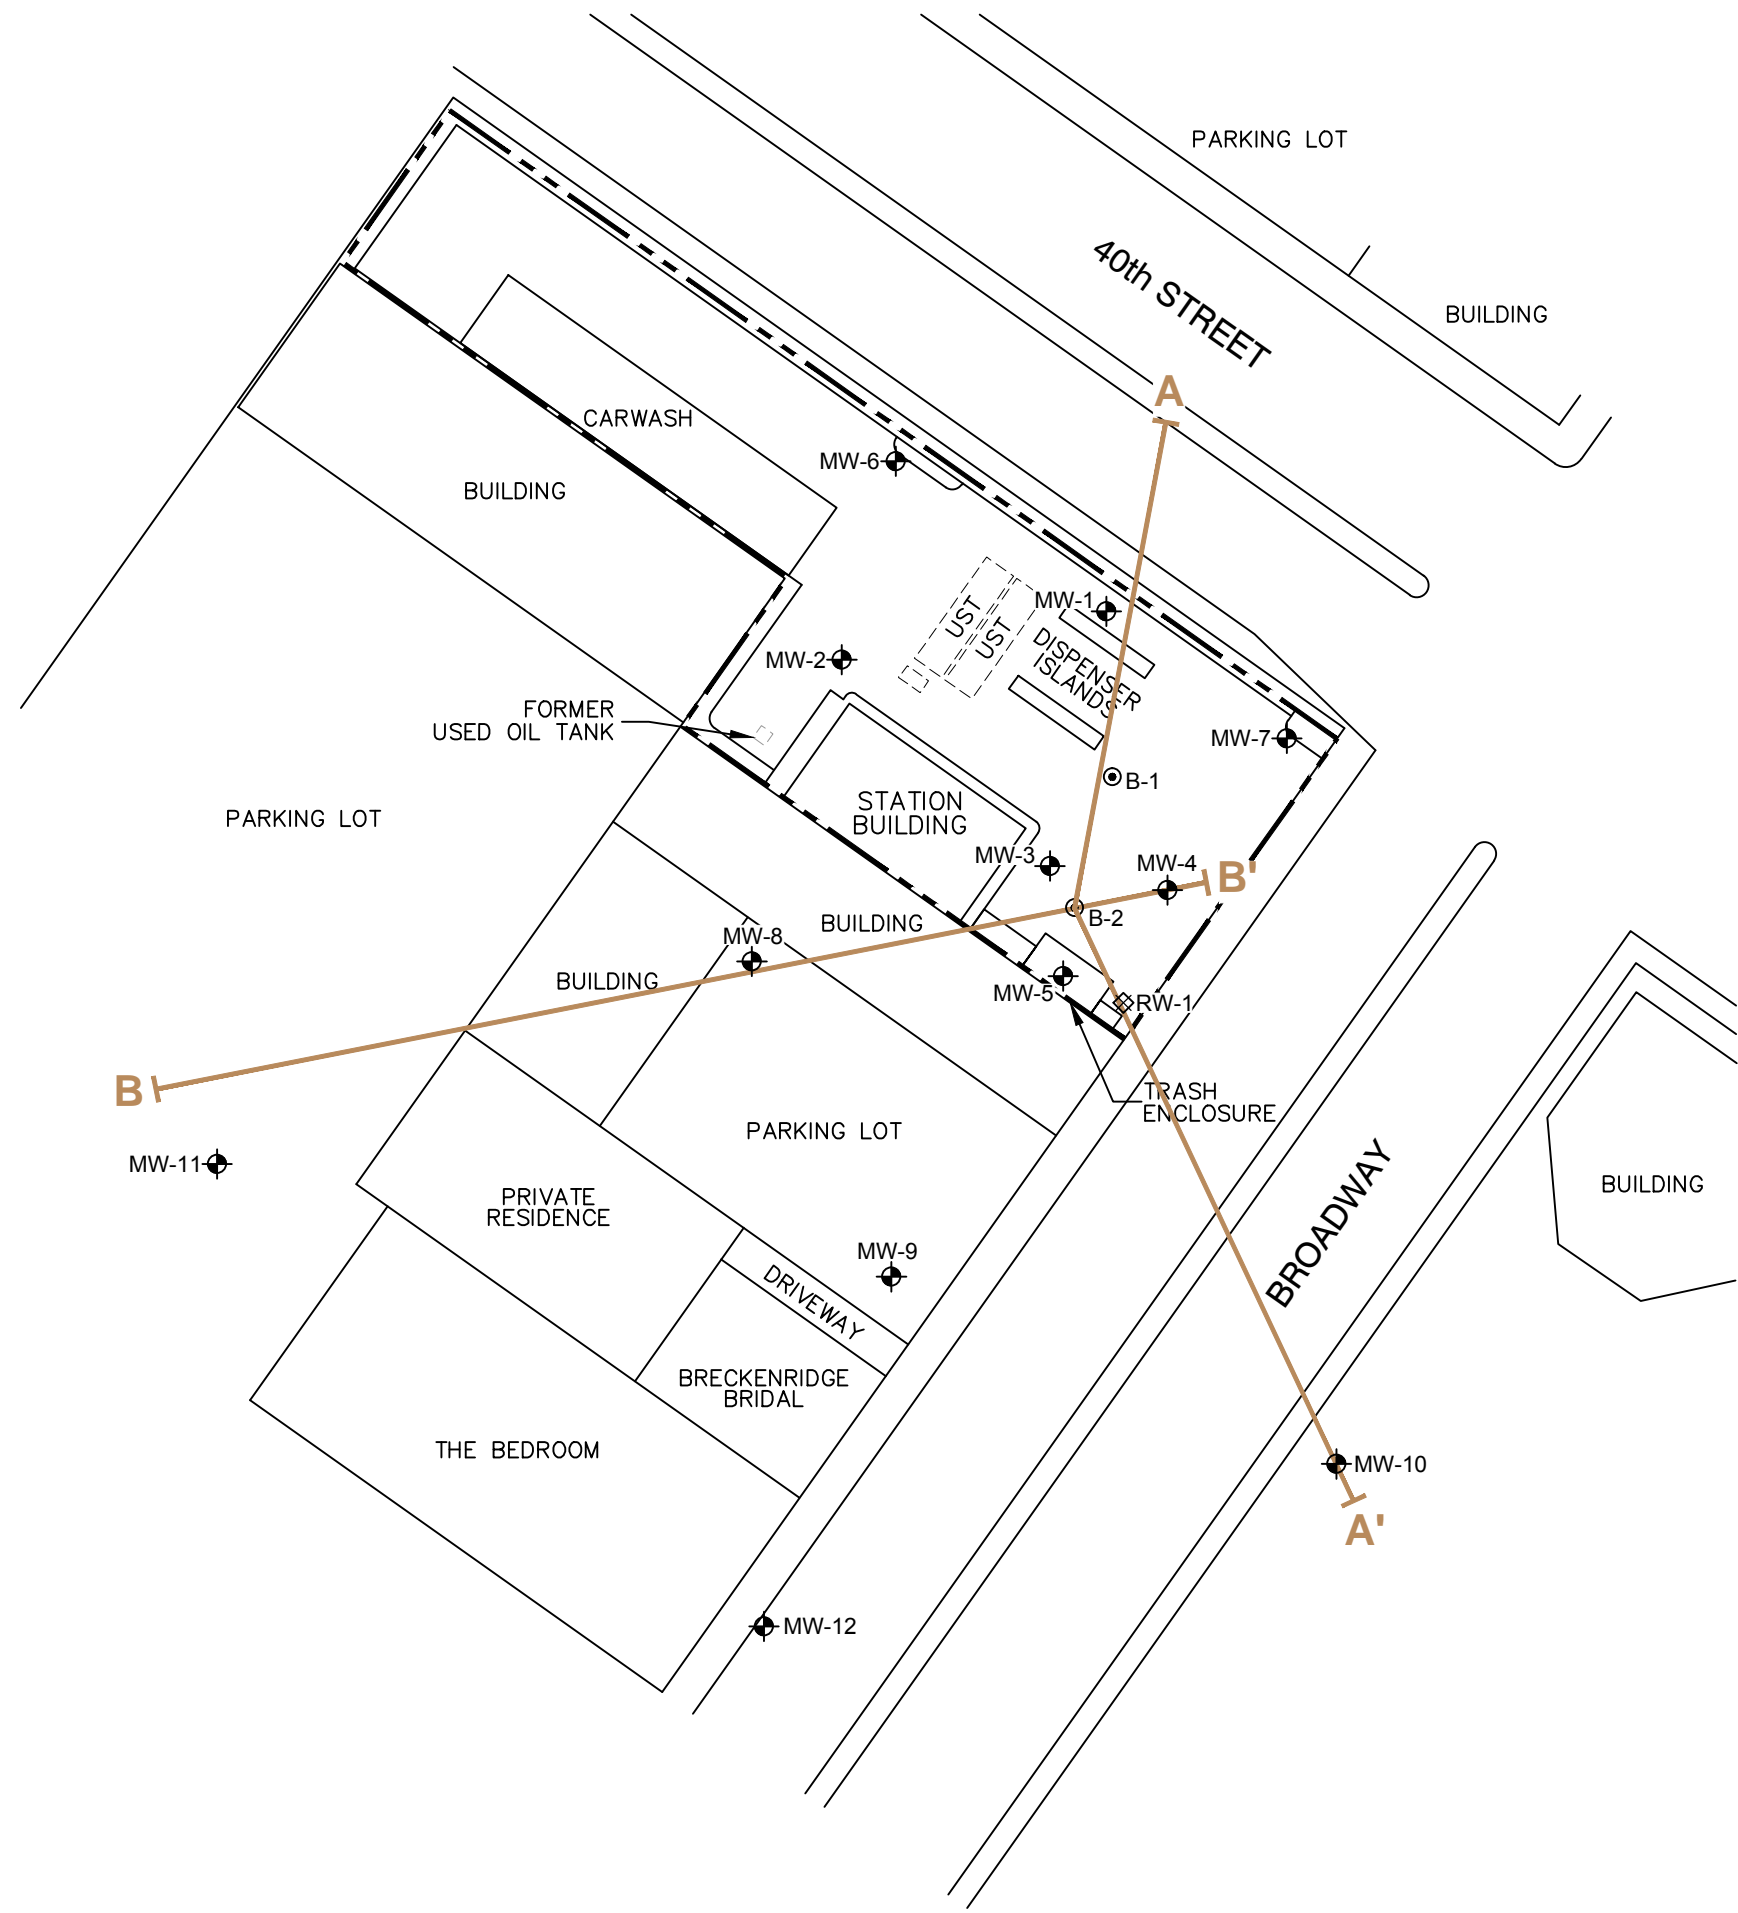 PARKING LOT
40th STREET
BUILDING
A
CARWASH
MW-6
BUILDING
UST
UST
MW-1
DISPENSER
ISLANDS
MW-2
FORMER
USED OIL TANK
MW-7
B-1
STATION
BUILDING
PARKING LOT
MW-3
MW-4
B'
B-2
BUILDING
MW-8
BUILDING
MW-5
RW-1
B
TRASH
ENCLOSURE
PARKING LOT
MW-11
BROADWAY
BUILDING
PRIVATE
RESIDENCE
MW-9
DRIVEWAY
BRECKENRIDGE
BRIDAL
THE BEDROOM
MW-10
A'
MW-12